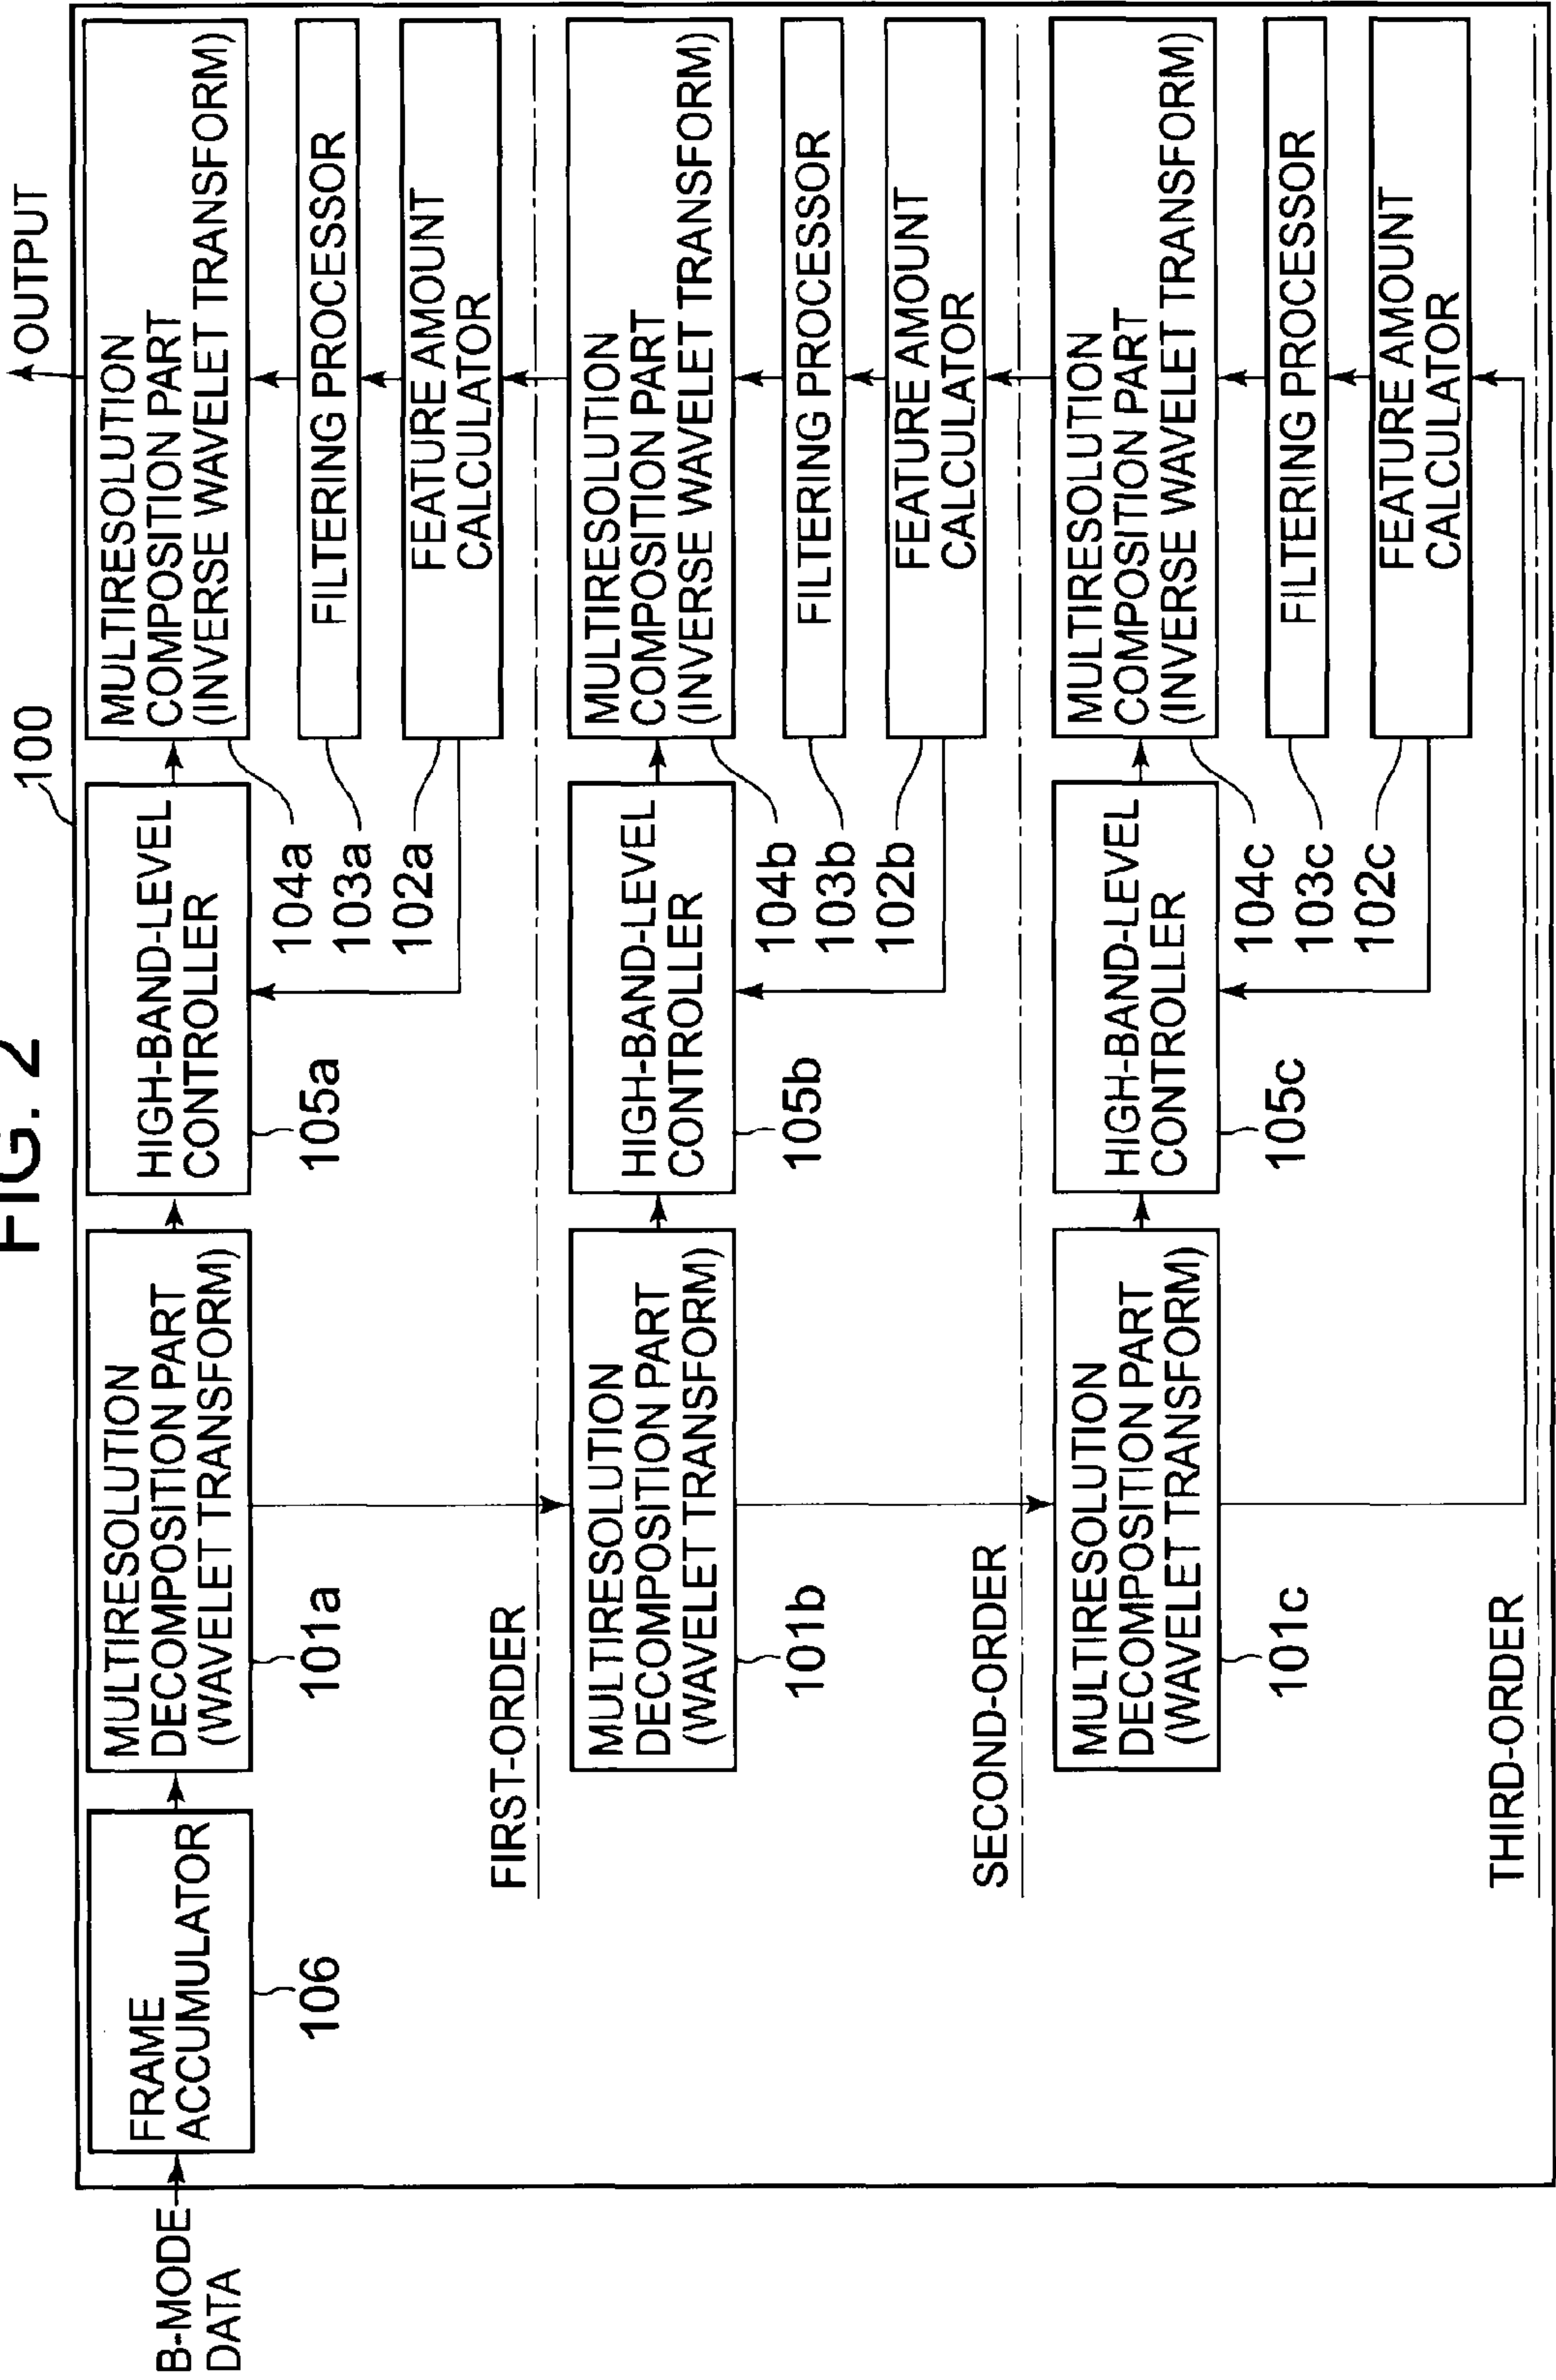 FIG. 2
100
OUTPUT
B-MODE
DATA
FRAME
ACCUMULATOR
106
MULTIRESOLUTION
DECOMPOSITION PART
(WAVELET TRANSFORM)
101a
HIGH-BAND-LEVEL
CONTROLLER
105a
MULTIRESOLUTION
COMPOSITION PART
(INVERSE WAVELET TRANSFORM)
104a
FILTERING PROCESSOR
103a
FEATURE AMOUNT
CALCULATOR
102a
FIRST-ORDER
MULTIRESOLUTION
DECOMPOSITION PART
(WAVELET TRANSFORM)
101b
HIGH-BAND-LEVEL
CONTROLLER
105b
MULTIRESOLUTION
COMPOSITION PART
(INVERSE WAVELET TRANSFORM)
104b
FILTERING PROCESSOR
103b
FEATURE AMOUNT
CALCULATOR
102b
SECOND-ORDER
MULTIRESOLUTION
DECOMPOSITION PART
(WAVELET TRANSFORM)
101c
HIGH-BAND-LEVEL
CONTROLLER
105c
MULTIRESOLUTION
COMPOSITION PART
(INVERSE WAVELET TRANSFORM)
104c
FILTERING PROCESSOR
103c
FEATURE AMOUNT
CALCULATOR
102c
THIRD-ORDER